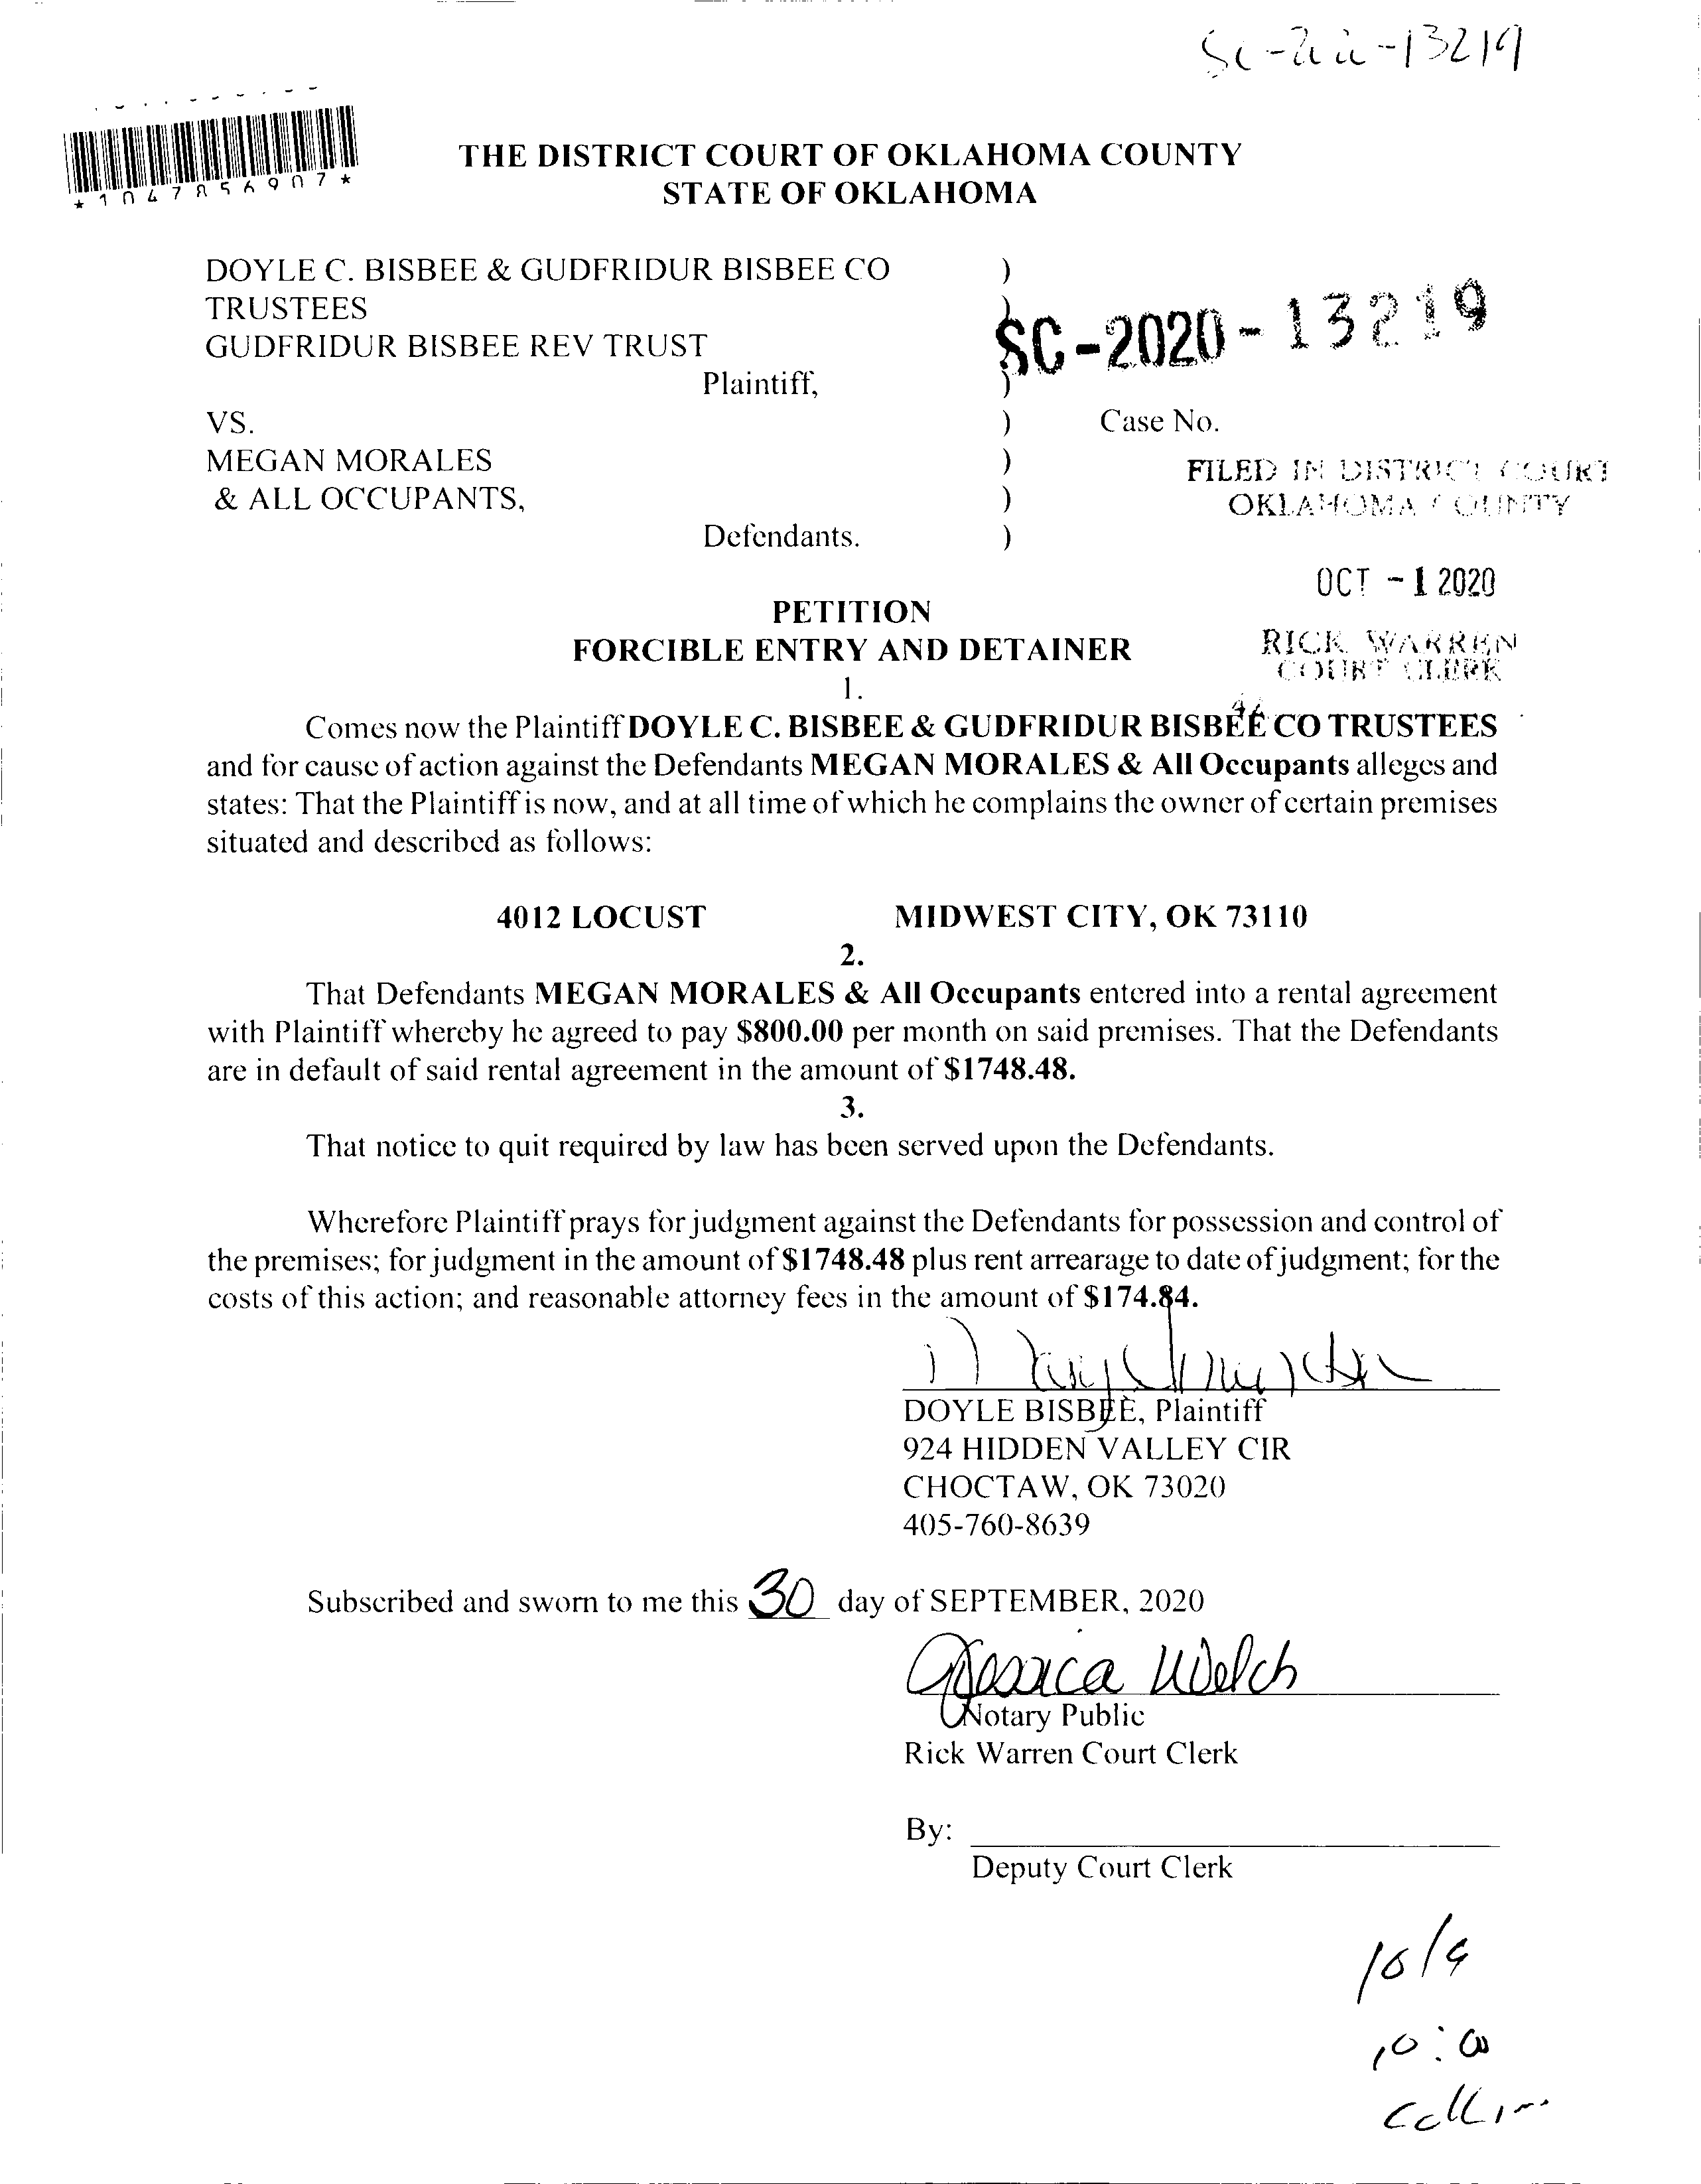 SC-2020-13219
*1047856907*
THE DISTRICT COURT OF OKLAHOMA COUNTY
STATE OF OKLAHOMA
DOYLE C. BISBEE & GUDFRIDUR BISBEE CO )
TRUSTEES )
GUDFRIDUR BISBEE REV TRUST
SC-2020-13219
Plaintiff, )
VS. ) Case No.
MEGAN MORALES )
& ALL OCCUPANTS, )
Defendants. )
FILED IN DISTRICT COURT
OKLAHOMA COUNTY
OCT - 1 2020
RICK WARREN
COURT CLERK
PETITION
FORCIBLE ENTRY AND DETAINER
1.
Comes now the Plaintiff DOYLE C. BISBEE & GUDFRIDUR BISBEE CO TRUSTEES
and for cause of action against the Defendants MEGAN MORALES & All Occupants alleges and
states: That the Plaintiff is now, and at all time of which he complains the owner of certain premises
situated and described as follows:
4012 LOCUST MIDWEST CITY, OK 73110
2.
That Defendants MEGAN MORALES & All Occupants entered into a rental agreement
with Plaintiff whereby he agreed to pay $800.00 per month on said premises. That the Defendants
are in default of said rental agreement in the amount of $1748.48.
3.
That notice to quit required by law has been served upon the Defendants.
Wherefore Plaintiff prays for judgment against the Defendants for possession and control of
the premises; for judgment in the amount of $1748.48 plus rent arrearage to date of judgment; for the
costs of this action; and reasonable attorney fees in the amount of $174.84.
DOYLE BISBEE, Plaintiff
924 HIDDEN VALLEY CIR
CHOCTAW, OK 73020
405-760-8639
Subscribed and sworn to me this 30 day of SEPTEMBER, 2020
Jessica Welch
Notary Public
Rick Warren Court Clerk
By:
Deputy Court Clerk
10:00